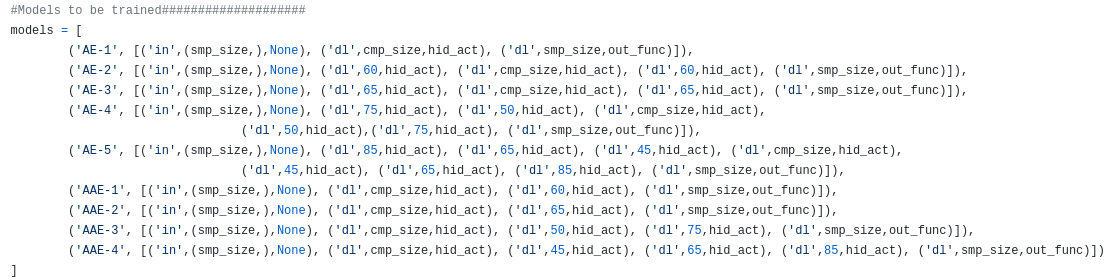 #Models to be trained####################
models = [
        ('AE-1', [('in',(smp_size,),None), ('dl',cmp_size,hid_act), ('dl',smp_size,out_func)]),
        ('AE-2', [('in',(smp_size,),None), ('dl',60,hid_act), ('dl',cmp_size,hid_act), ('dl',60,hid_act), ('dl',smp_size,out_func)]),
        ('AE-3', [('in',(smp_size,),None), ('dl',65,hid_act), ('dl',cmp_size,hid_act), ('dl',65,hid_act), ('dl',smp_size,out_func)]),
        ('AE-4', [('in',(smp_size,),None), ('dl',75,hid_act), ('dl',50,hid_act), ('dl',cmp_size,hid_act),
                                ('dl',50,hid_act),('dl',75,hid_act), ('dl',smp_size,out_func)]),
        ('AE-5', [('in',(smp_size,),None), ('dl',85,hid_act), ('dl',65,hid_act), ('dl',45,hid_act), ('dl',cmp_size,hid_act),
                                ('dl',45,hid_act), ('dl',65,hid_act), ('dl',85,hid_act), ('dl',smp_size,out_func)]),
        ('AAE-1', [('in',(smp_size,),None), ('dl',cmp_size,hid_act), ('dl',60,hid_act), ('dl',smp_size,out_func)]),
        ('AAE-2', [('in',(smp_size,),None), ('dl',cmp_size,hid_act), ('dl',65,hid_act), ('dl',smp_size,out_func)]),
        ('AAE-3', [('in',(smp_size,),None), ('dl',cmp_size,hid_act), ('dl',50,hid_act), ('dl',75,hid_act), ('dl',smp_size,out_func)]),
        ('AAE-4', [('in',(smp_size,),None), ('dl',cmp_size,hid_act), ('dl',45,hid_act), ('dl',65,hid_act), ('dl',85,hid_act), ('dl',smp_size,out_func)])
]